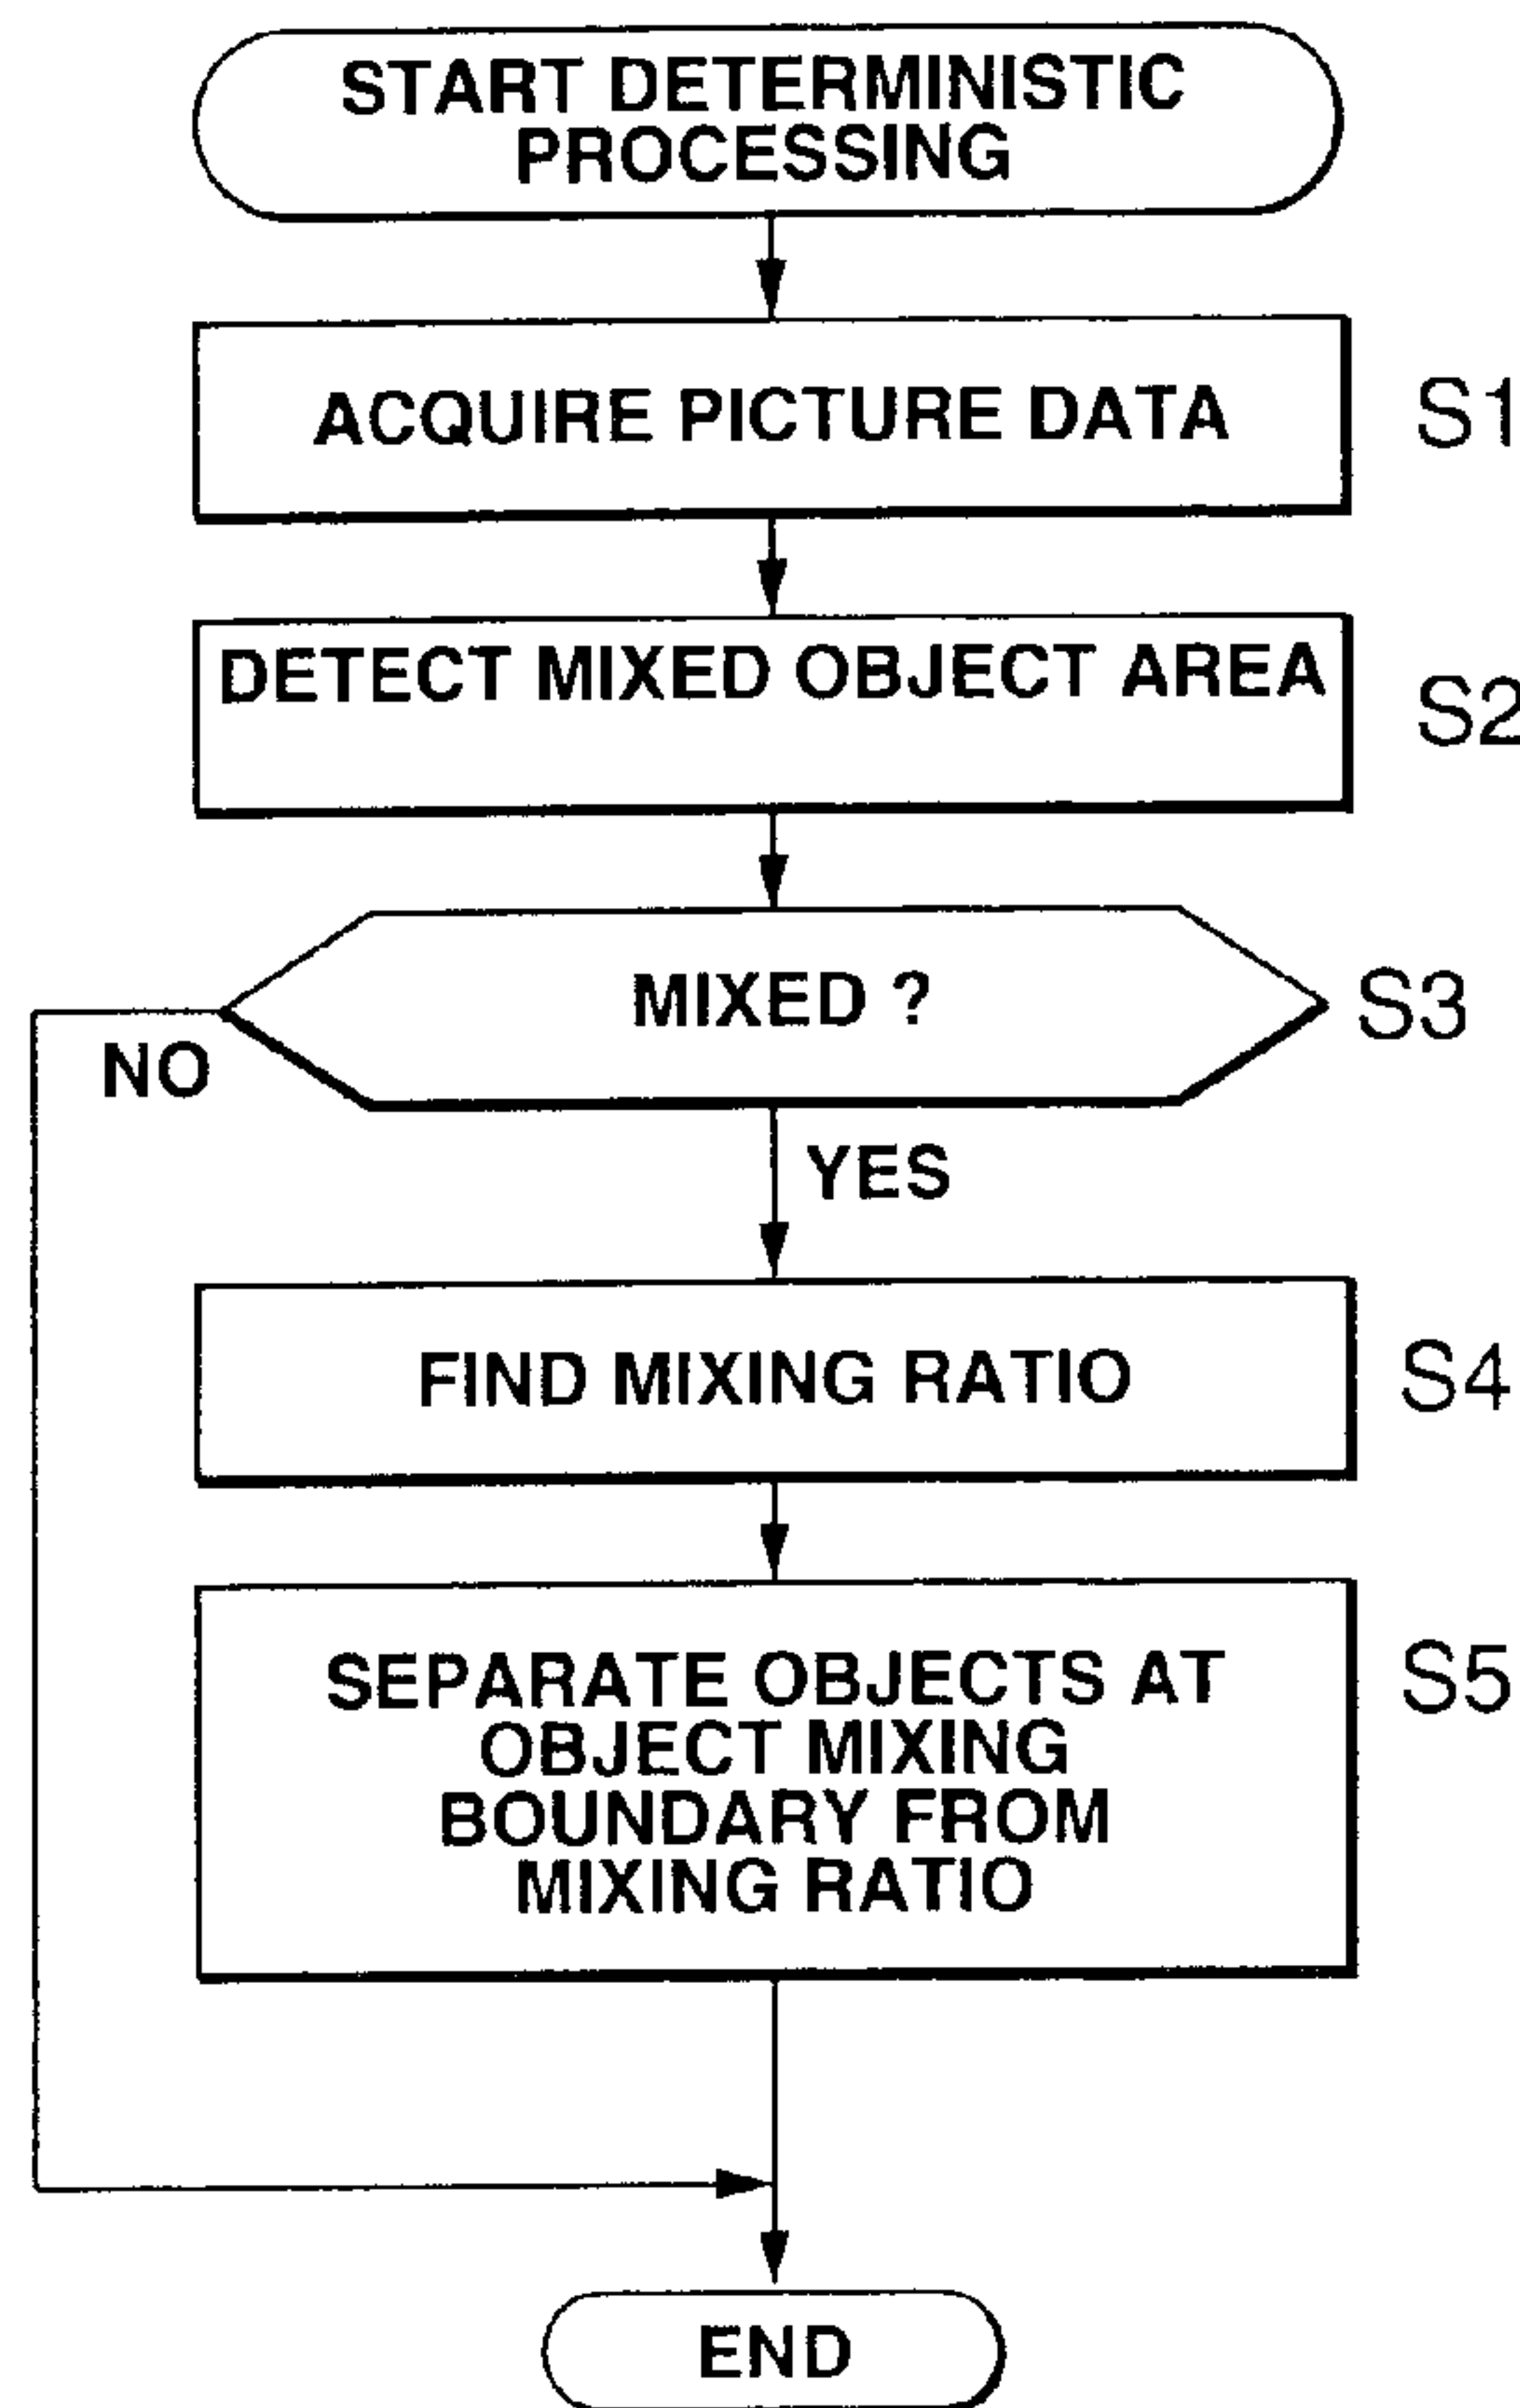 START DETERMINISTIC
PROCESSING
ACQUIRE PICTURE DATA
S1
DETECT MIXED OBJECT AREA
S2
MIXED ?
S3
NO
YES
FIND MIXING RATIO
S4
SEPARATE OBJECTS AT
S5
OBJECT MIXING
BOUNDARY FROM
MIXING RATIO
END